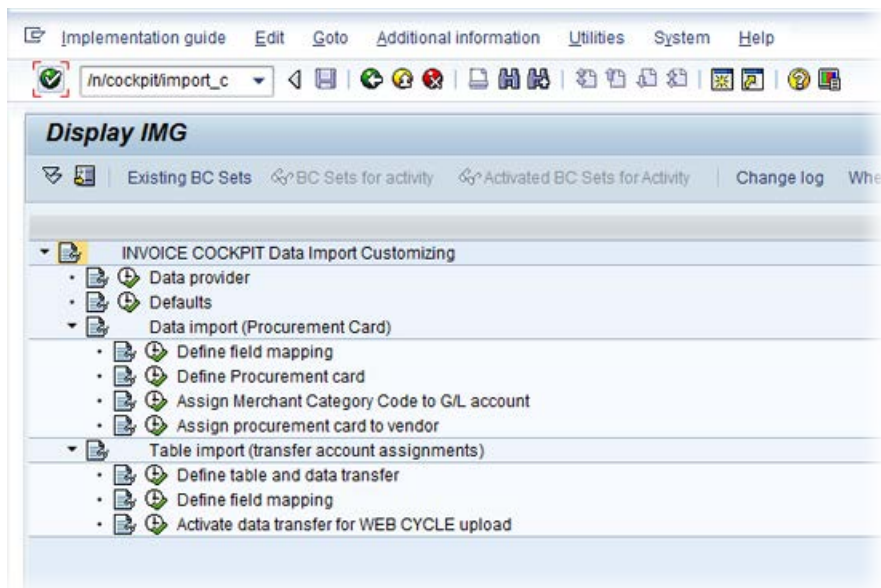 Implementation guide Edit Goto Additional information Utilities System Help
/n/cockpit/import_c
Display IMG
Existing BC Sets BC Sets for activity Activated BC Sets for Activity Change log
INVOICE COCKPIT Data Import Customizing
Data provider
Defaults
Data import (Procurement Card)
Define field mapping
Define Procurement card
Assign Merchant Category Code to G/L account
Assign procurement card to vendor
Table import (transfer account assignments)
Define table and data transfer
Define field mapping
Activate data transfer for WEB CYCLE upload